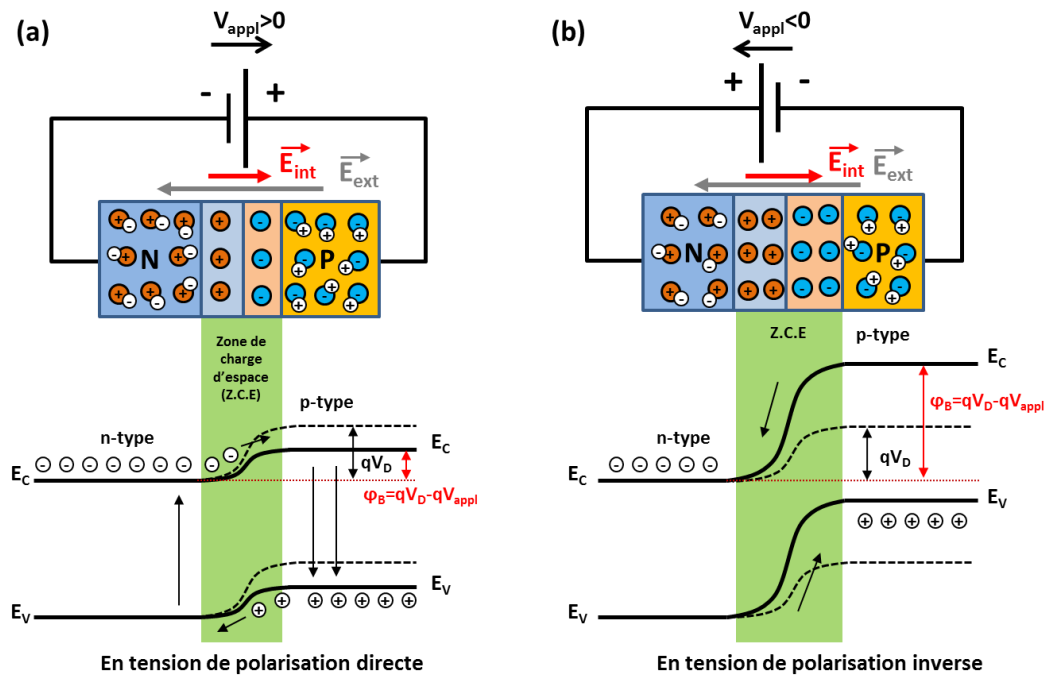 (a)
V_appl>0
- +
E_int
E_ext
N
P
Zone de
charge
d'espace
(Z.C.E)
p-type
n-type
E_C
E_C
qV_D
φ_B=qV_D-qV_appl
E_V
E_V
En tension de polarisation directe
(b)
V_appl<0
+ -
E_int
E_ext
N
P
Z.C.E
p-type
E_C
φ_B=qV_D-qV_appl
n-type
qV_D
E_C
E_V
E_V
En tension de polarisation inverse